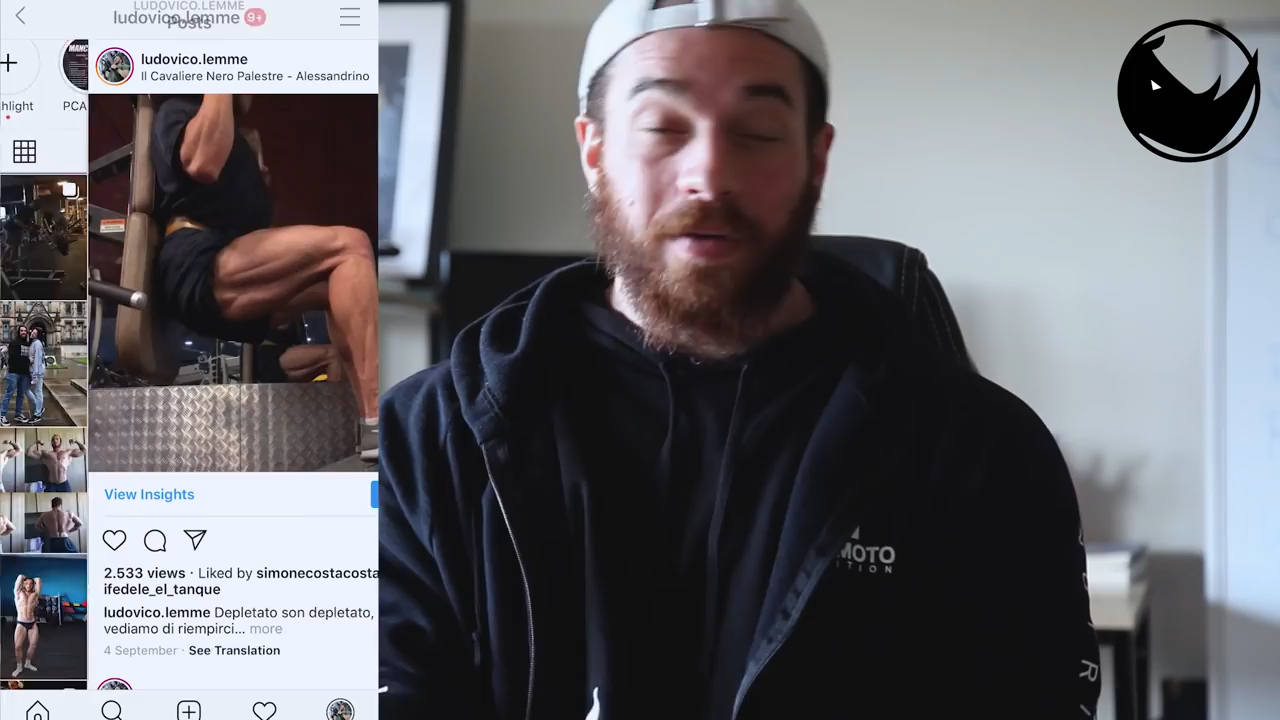 LUDOVICO.LEMME
ludovico.lemme 9+
Posts
ludovico.lemme
Il Cavaliere Nero Palestre - Alessandrino
hlight
PCA
View Insights
2.533 views · Liked by simonecostacosta
ifedele_el_tanque
ludovico.lemme Depletato son depletato,
vediamo di riempirci... more
4 September · See Translation
MOTO
ITION